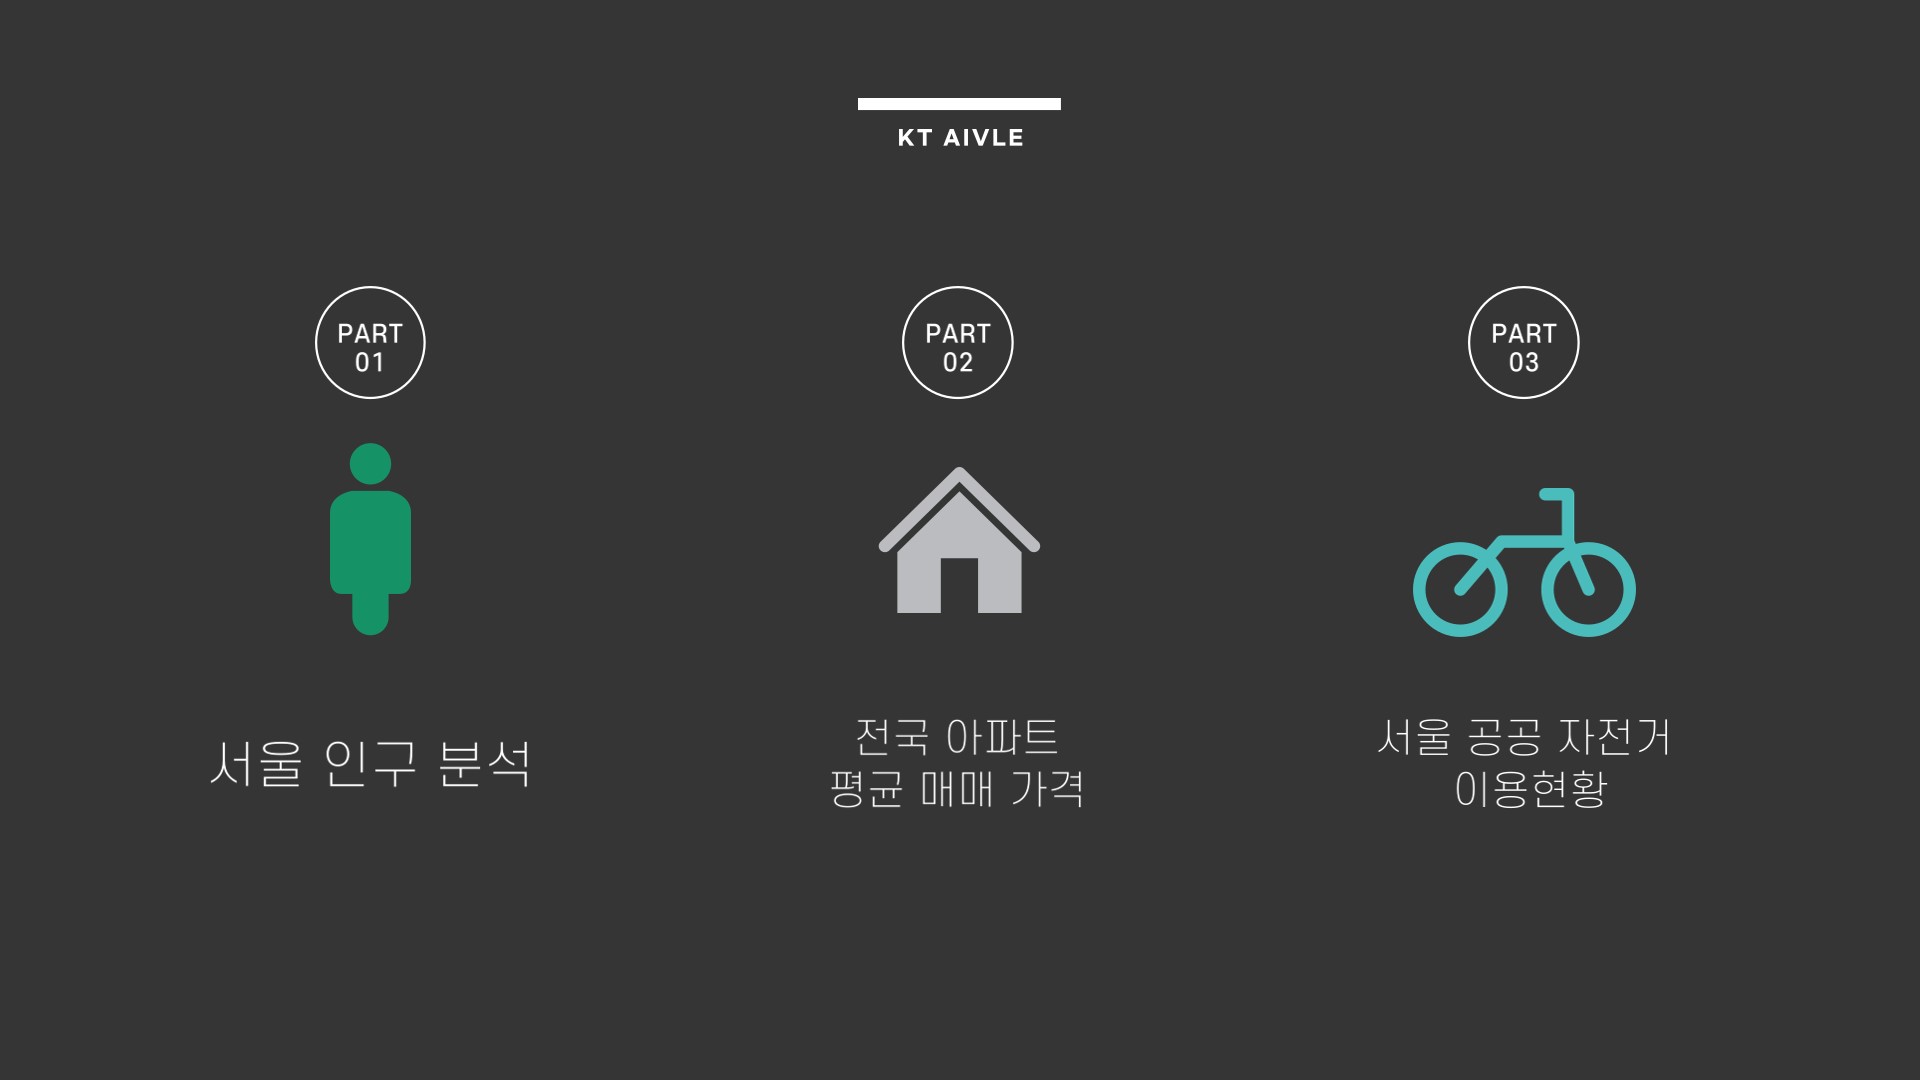 KT AIVLE
PART
01
서울 인구 분석
PART
02
전국 아파트
평균 매매 가격
PART
03
서울 공공 자전거
이용현황